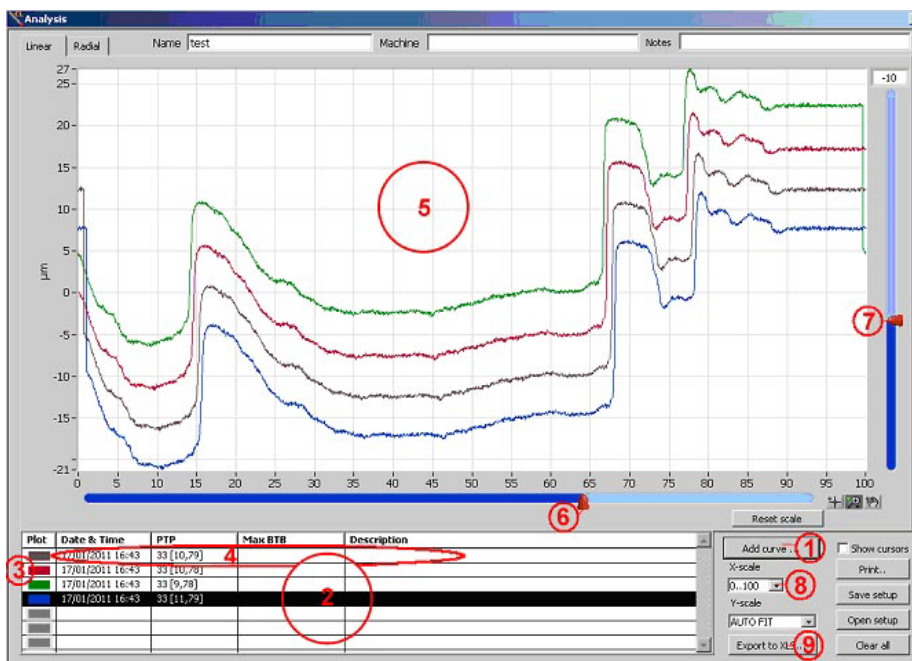 Analysis
Linear Radial Name test Machine Notes
27
25
20
15
10
5
0
-5
-10
-15
-21
µm
5
-10
7
0 5 10 15 20 25 30 35 40 45 50 55 60 65 70 75 80 85 90 95 100
6
Reset scale
Plot Date & Time PTP Max BTB Description
17/01/2011 16:43 33 [10,79] 4
3 17/01/2011 16:43 33 [10,78]
17/01/2011 16:43 33 [9,78] 2
17/01/2011 16:43 33 [11,79]
Add curve .. 1 Show cursors
X-scale Print..
0..100 8
Save setup
Y-scale
AUTO FIT Open setup
Export to XLS.. 9 Clear all